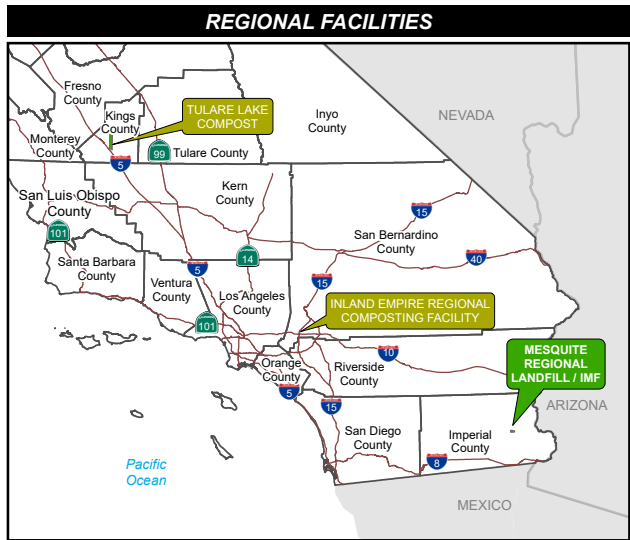 REGIONAL FACILITIES
Fresno
County
Kings
County
TULARE LAKE
COMPOST
Inyo
County
NEVADA
Monterey
County
99
Tulare County
5
San Luis Obispo
County
Kern
County
15
San Bernardino
County
101
40
Santa Barbara
County
14
5
Ventura
County
15
Los Angeles
County
INLAND EMPIRE REGIONAL
COMPOSTING FACILITY
101
10
MESQUITE
REGIONAL
LANDFILL / IMF
Orange
County
Riverside
County
5
15
ARIZONA
San Diego
County
Imperial
County
8
Pacific
Ocean
MEXICO